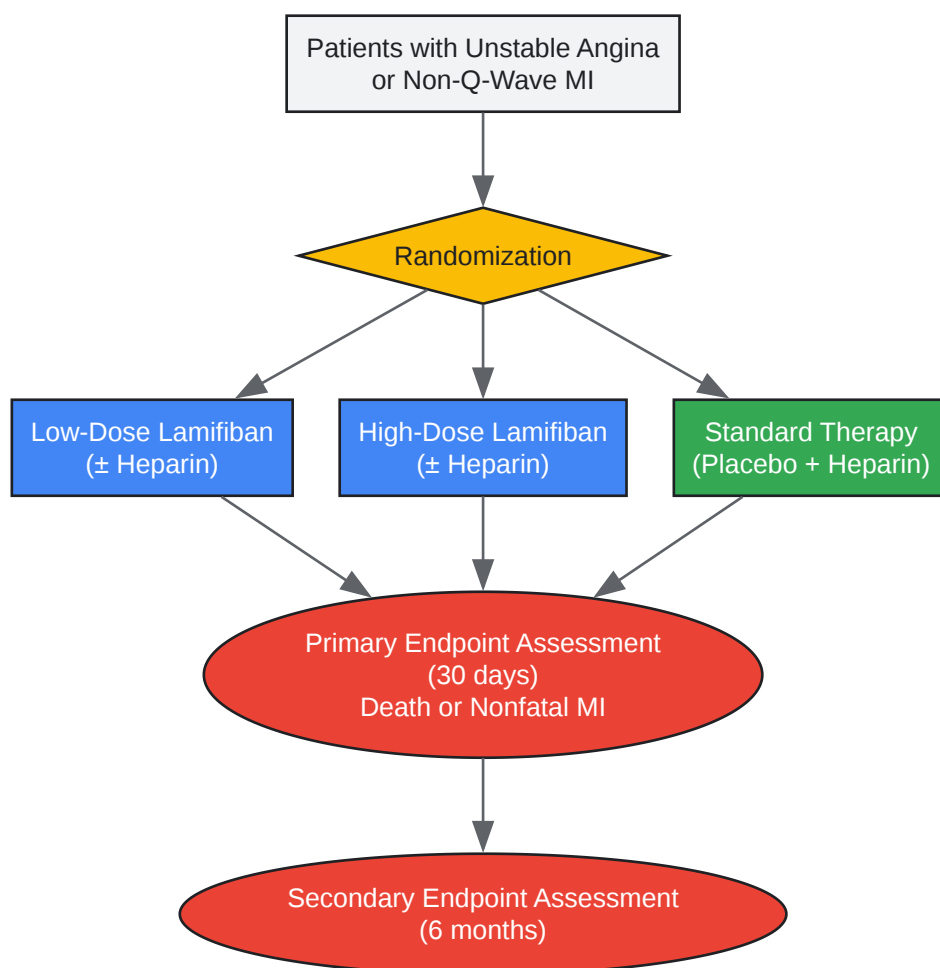 Patients with Unstable Angina
or Non-Q-Wave MI
Randomization
Low-Dose Lamifiban
(± Heparin)
High-Dose Lamifiban
(± Heparin)
Standard Therapy
(Placebo + Heparin)
Primary Endpoint Assessment
(30 days)
Death or Nonfatal MI
Secondary Endpoint Assessment
(6 months)